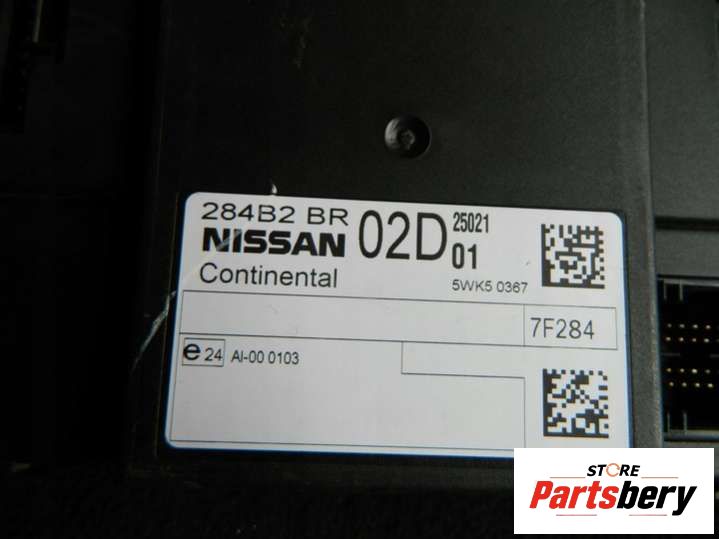 284B2 BR 02D 25021
NISSAN 01
Continental 5WK5 0367
7F284
e 24 AI-00 0103
STORE
Partsbery